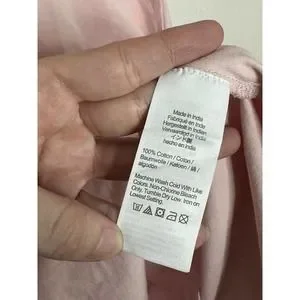 Made in India
Fabriqué en Inde
Hergestellt in Indien
Vervaardigd in India
インド製
hecho en india
100% Cotton / Coton /
Baumwolle / Katoen / 綿 /
algodón
Machine Wash Cold With Like
Colors. Non-Chlorine Bleach
Only. Tumble Dry Low. Iron on
Lowest Setting.